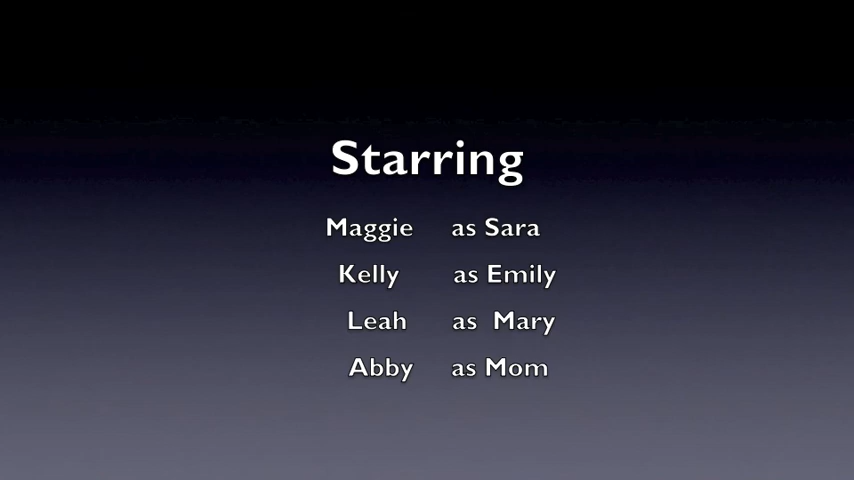 Starring
Maggie as Sara
Kelly as Emily
Leah as Mary
Abby as Mom